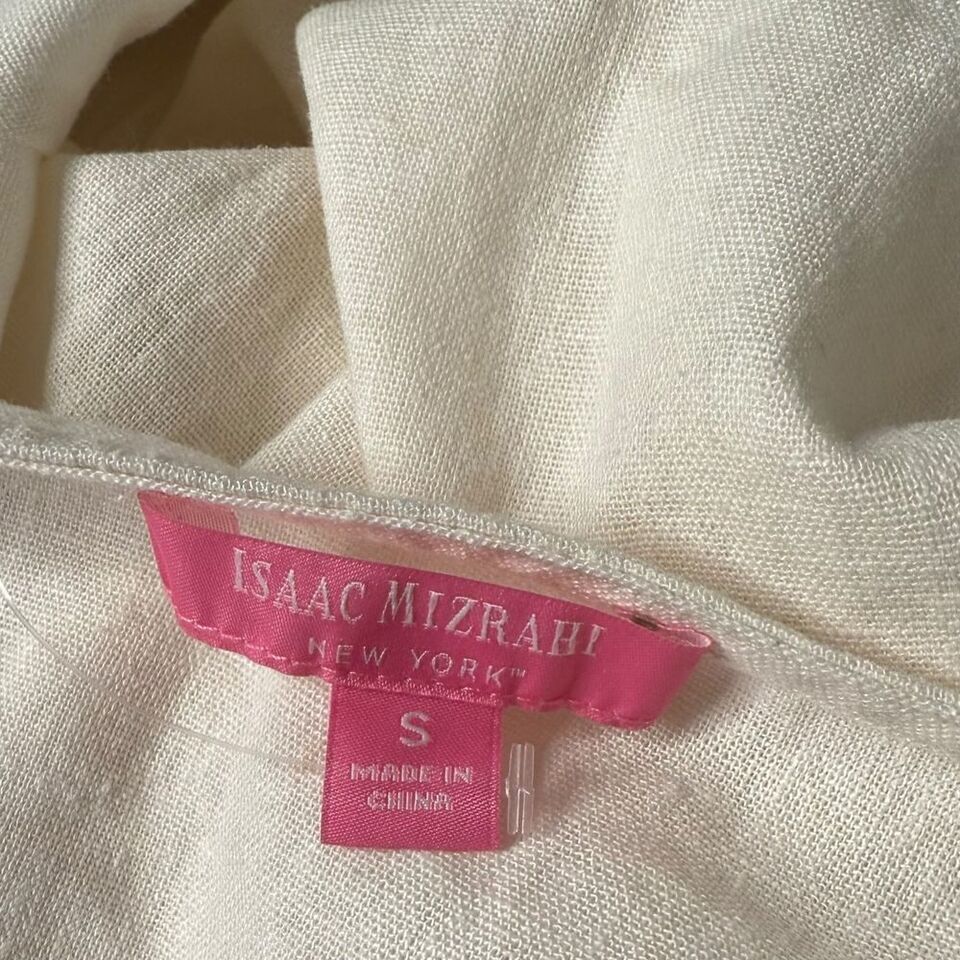 ISAAC MIZRAHI
NEW YORK™
S
MADE IN
CHINA